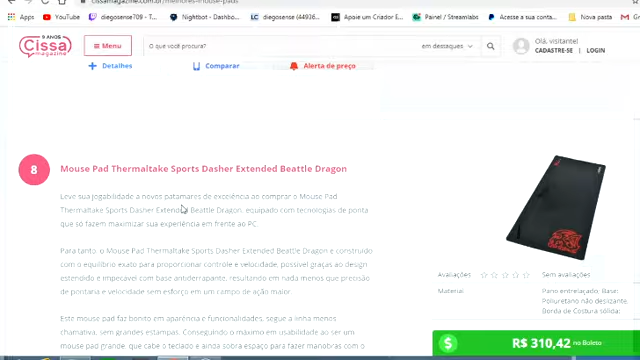 cissamagazine.com.br/melhores-mouse-pads
Apps YouTube diegosense709 - T... Nightbot - Dashbo... diegosense (44936... Apoie um Criador E... Painel / Streamlabs Acesse a sua conta... Nova pasta
9 ANOS
Cissa
magazine
Menu
O que você procura?
em destaques
Olá, visitante!
CADASTRE-SE | LOGIN
Detalhes Comparar Alerta de preço
8 Mouse Pad Thermaltake Sports Dasher Extended Beattle Dragon
Leve sua jogabilidade a novos patamares de excelência ao comprar o Mouse Pad
Thermaltake Sports Dasher Extended Beattle Dragon, equipado com tecnologias de ponta
que só fazem maximizar sua experiência em frente ao PC.
Para tanto, o Mouse Pad Thermaltake Sports Dasher Extended Beattle Dragon é construído
com o equilíbrio exato para proporcionar controle e velocidade, possível graças ao design
estendido e impecável com base antiderrapante, resultando em nada menos que precisão
de pontaria e velocidade sem esforço em um campo de ação maior.
Este mouse pad faz bonito em aparência e funcionalidades, segue a linha menos
chamativa, sem grandes estampas. Conseguindo o máximo em usabilidade ao ser um
mouse pad grande, que cabe o teclado e ainda sobra espaço para fazer manobras com o
Avaliações Sem avaliações
Material Pano entrelaçado; Base:
Poliuretano não deslizante;
Borda de Costura sólida;
R$ 310,42 no Boleto